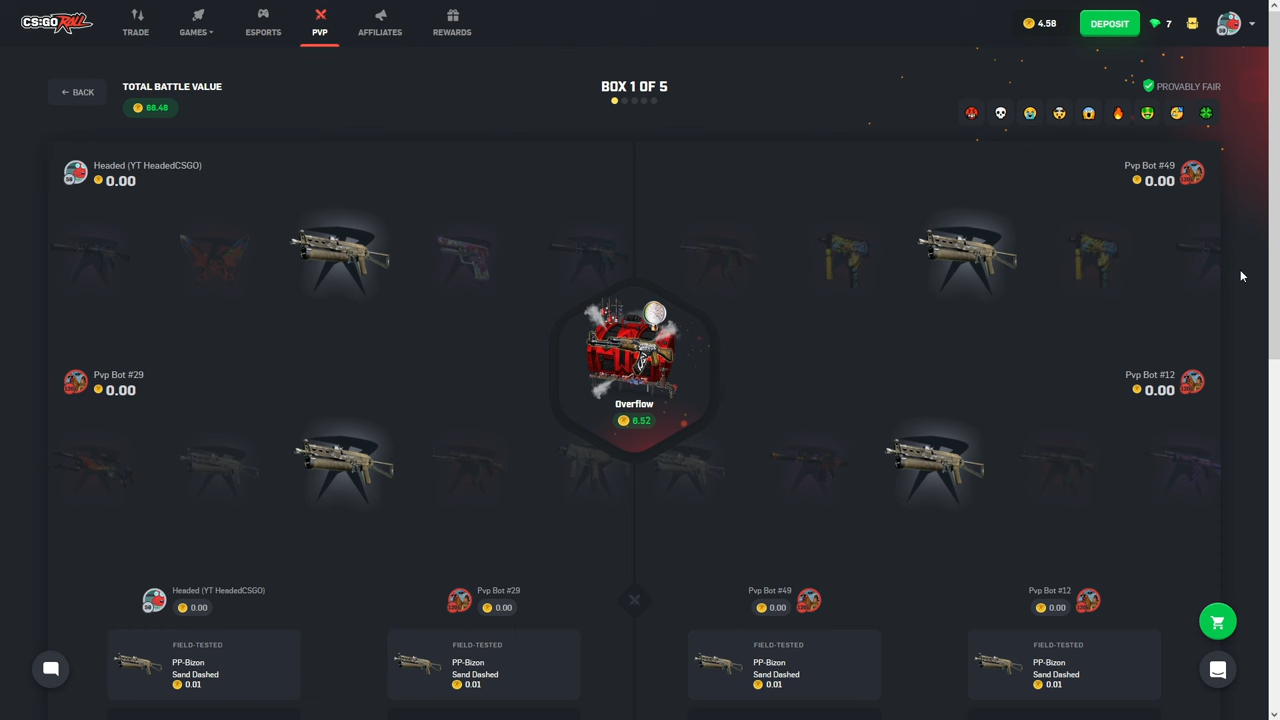 CS:GO ROLL
TRADE
GAMES
ESPORTS
PVP
AFFILIATES
REWARDS
4.58
DEPOSIT
7
← BACK
TOTAL BATTLE VALUE
68.48
BOX 1 OF 5
PROVABLY FAIR
Headed (YT HeadedCSGO)
0.00
Pvp Bot #49
0.00
Pvp Bot #29
0.00
Pvp Bot #12
0.00
Overflow
6.52
Headed (YT HeadedCSGO)
0.00
Pvp Bot #29
0.00
Pvp Bot #49
0.00
Pvp Bot #12
0.00
FIELD-TESTED
PP-Bizon
Sand Dashed
0.01
FIELD-TESTED
PP-Bizon
Sand Dashed
0.01
FIELD-TESTED
PP-Bizon
Sand Dashed
0.01
FIELD-TESTED
PP-Bizon
Sand Dashed
0.01